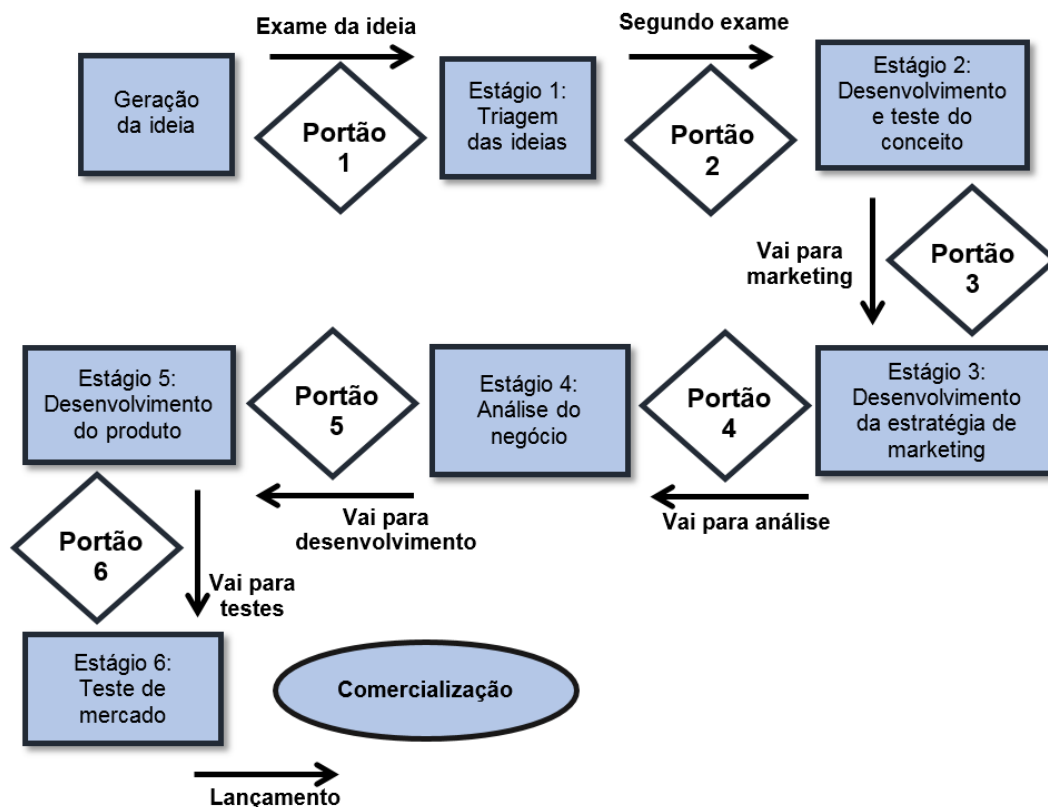 Exame da ideia
Segundo exame
Geração
da ideia
Portão
1
Estágio 1:
Triagem
das ideias
Portão
2
Estágio 2:
Desenvolvimento
e teste do
conceito
Vai para
marketing
Portão
3
Estágio 3:
Desenvolvimento
da estratégia de
marketing
Portão
4
Vai para análise
Estágio 4:
Análise do
negócio
Portão
5
Vai para
desenvolvimento
Estágio 5:
Desenvolvimento
do produto
Portão
6
Vai para
testes
Estágio 6:
Teste de
mercado
Lançamento
Comercialização